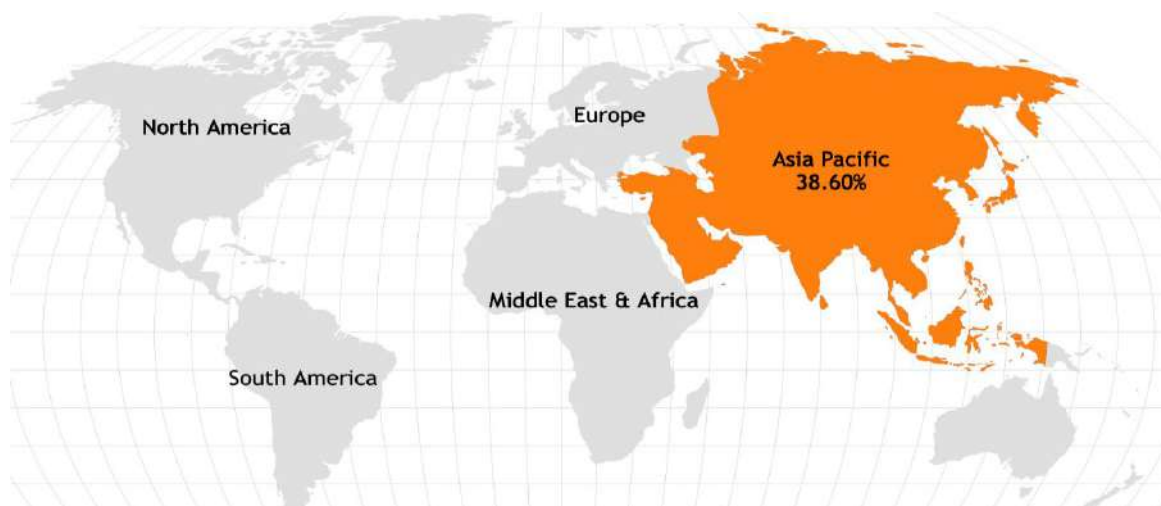 North America
Europe
Asia Pacific
38.60%
Middle East & Africa
South America